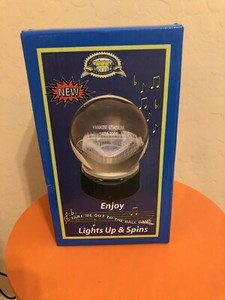 NEW
YANKEE STADIUM
Enjoy
TAKE ME OUT TO THE BALL GAME
Lights Up & Spins